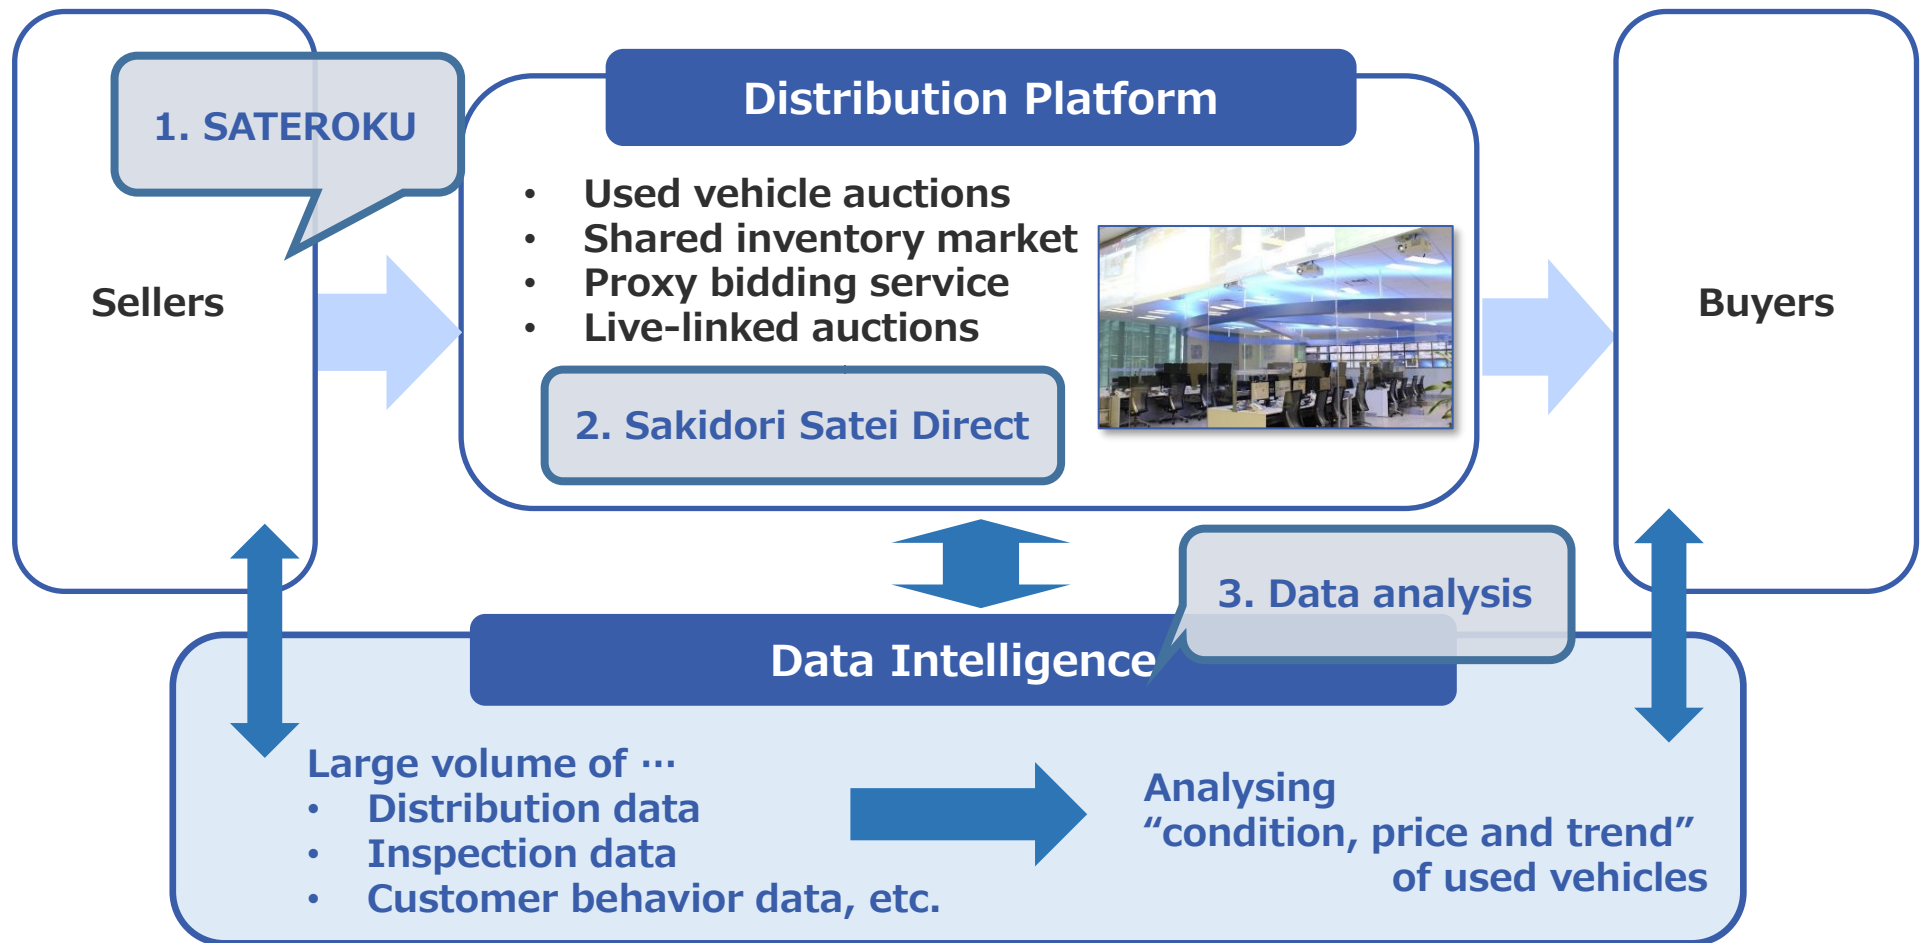 1. SATEROKU
Sellers
Distribution Platform
• Used vehicle auctions
• Shared inventory market
• Proxy bidding service
• Live-linked auctions
2. Sakidori Satei Direct
Buyers
3. Data analysis
Data Intelligence
Large volume of …
• Distribution data
• Inspection data
• Customer behavior data, etc.
Analysing
“condition, price and trend”
of used vehicles